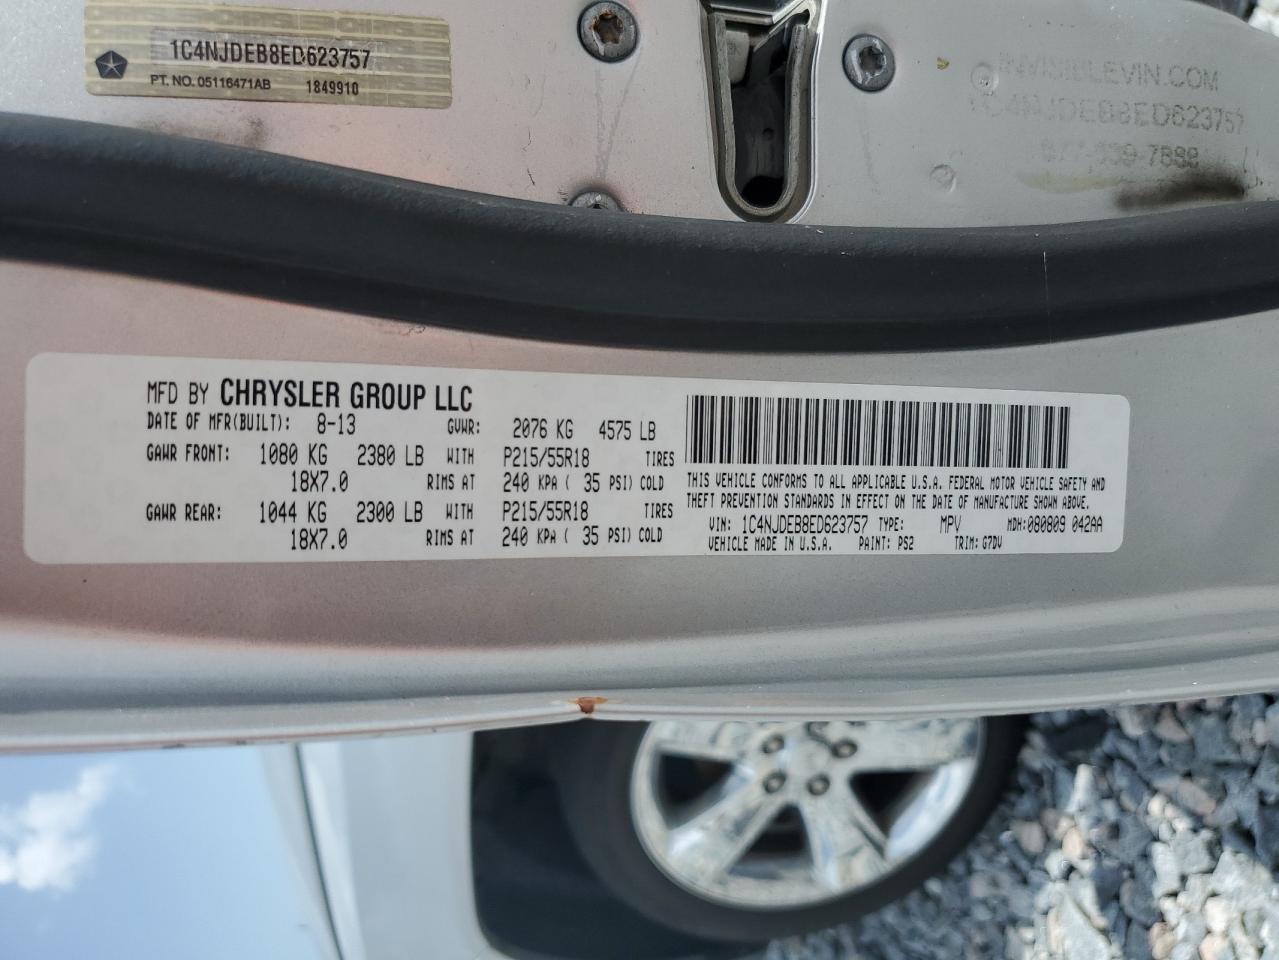 1C4NJDEB8ED623757
PT. NO. 05116471AB 1849910
INVISIBLEVIN.COM
1C4NJDEB8ED623757
MFD BY CHRYSLER GROUP LLC
DATE OF MFR(BUILT): 8-13 GVWR: 2076 KG 4575 LB
GAWR FRONT: 1080 KG 2380 LB WITH P215/55R18 TIRES
18X7.0 RIMS AT 240 KPA ( 35 PSI) COLD
GAWR REAR: 1044 KG 2300 LB WITH P215/55R18 TIRES
18X7.0 RIMS AT 240 KPA ( 35 PSI) COLD
THIS VEHICLE CONFORMS TO ALL APPLICABLE U.S.A. FEDERAL MOTOR VEHICLE SAFETY AND
THEFT PREVENTION STANDARDS IN EFFECT ON THE DATE OF MANUFACTURE SHOWN ABOVE.
VIN: 1C4NJDEB8ED623757 TYPE: MPV MDH:080809 042AA
VEHICLE MADE IN U.S.A. PAINT: PS2 TRIM: G7DV